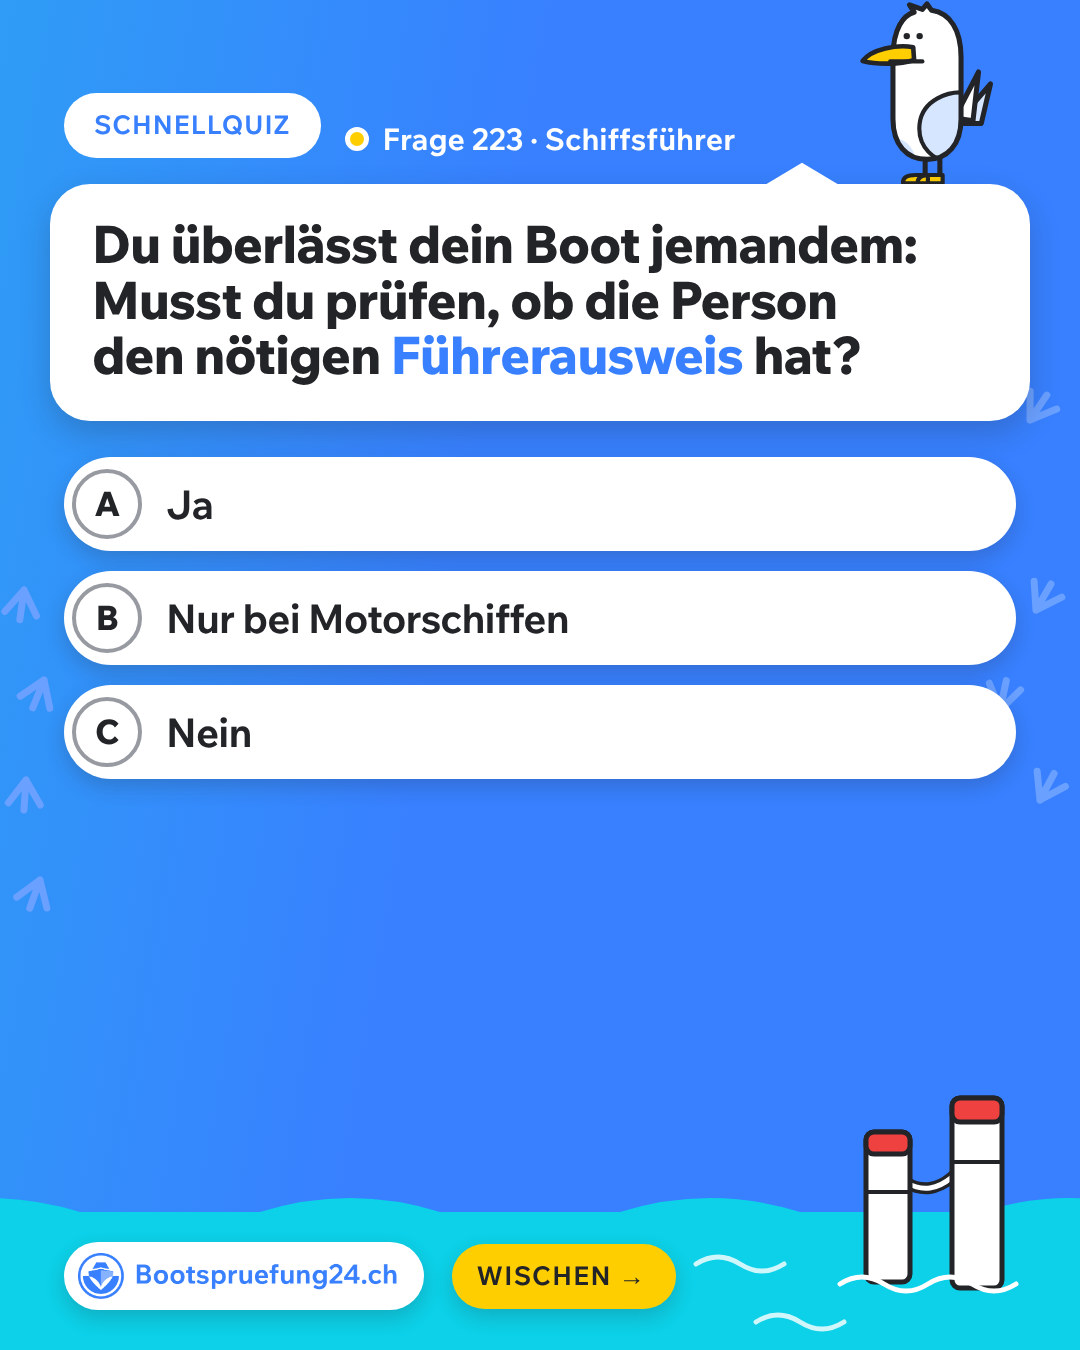 SCHNELLQUIZ
Frage 223 · Schiffsführer
Du überlässt dein Boot jemandem:
Musst du prüfen, ob die Person
den nötigen Führerausweis hat?
A Ja
B Nur bei Motorschiffen
C Nein
Bootspruefung24.ch
WISCHEN →